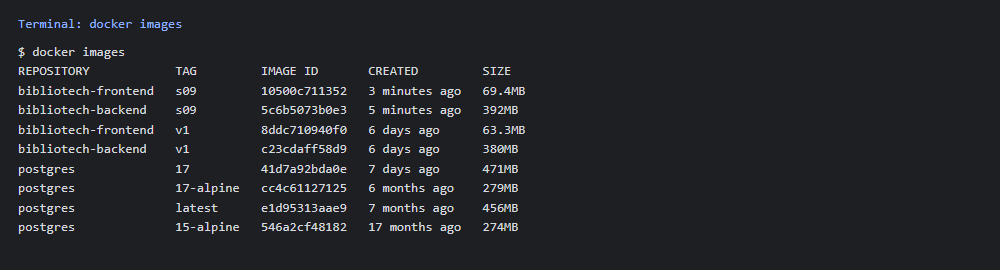 Terminal: docker images
$ docker images
REPOSITORY TAG IMAGE ID CREATED SIZE
bibliotech-frontend s09 10500c711352 3 minutes ago 69.4MB
bibliotech-backend s09 5c6b5073b0e3 5 minutes ago 392MB
bibliotech-frontend v1 8ddc710940f0 6 days ago 63.3MB
bibliotech-backend v1 c23cdaff58d9 6 days ago 380MB
postgres 17 41d7a92bda0e 7 days ago 471MB
postgres 17-alpine cc4c61127125 6 months ago 279MB
postgres latest e1d95313aae9 7 months ago 456MB
postgres 15-alpine 546a2cf48182 17 months ago 274MB